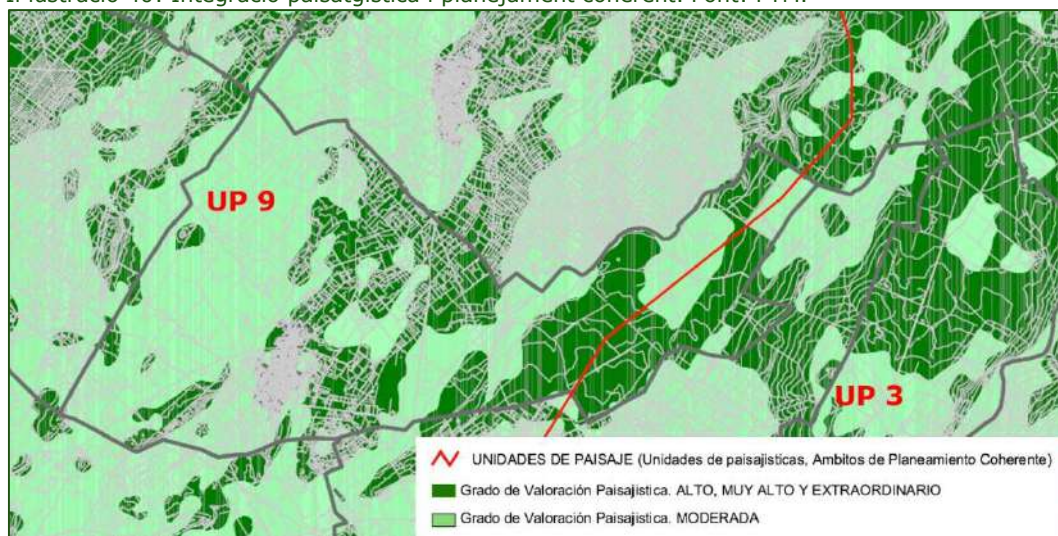 UP 9
UP 3
UNIDADES DE PAISAJE (Unidades de paisajisticas, Ambitos de Planeamiento Coherente)
Grado de Valoración Paisajística. ALTO, MUY ALTO Y EXTRAORDINARIO
Grado de Valoración Paisajística. MODERADA